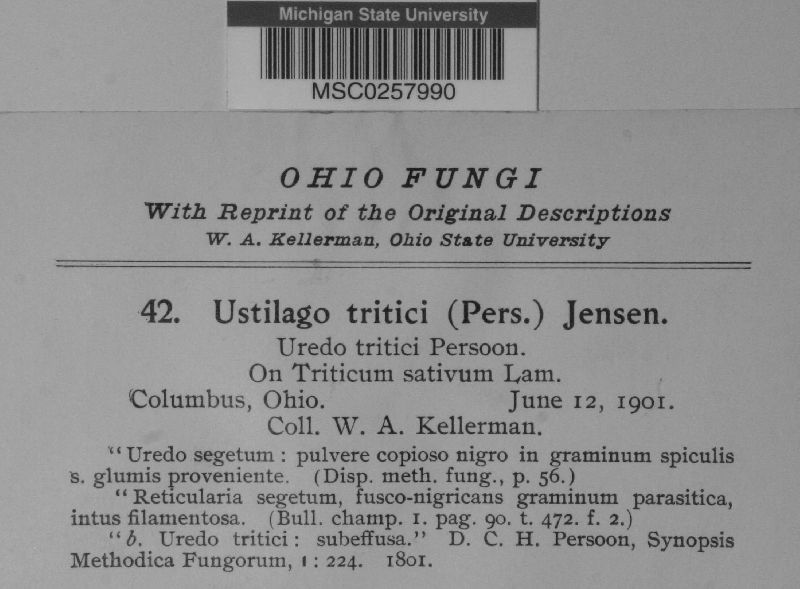 Michigan State University
MSC0257990
OHIO FUNGI
With Reprint of the Original Descriptions
W. A. Kellerman, Ohio State University
42. Ustilago tritici (Pers.) Jensen.
Uredo tritici Persoon.
On Triticum sativum Lam.
Columbus, Ohio. June 12, 1901.
Coll. W. A. Kellerman.
"Uredo segetum : pulvere copioso nigro in graminum spiculis
s. glumis proveniente. (Disp. meth. fung., p. 56.)
"Reticularia segetum, fusco-nigricans graminum parasitica,
intus filamentosa. (Bull. champ. 1. pag. 90. t. 472. f. 2.)
"b. Uredo tritici : subeffusa." D. C. H. Persoon, Synopsis
Methodica Fungorum, 1 : 224. 1801.